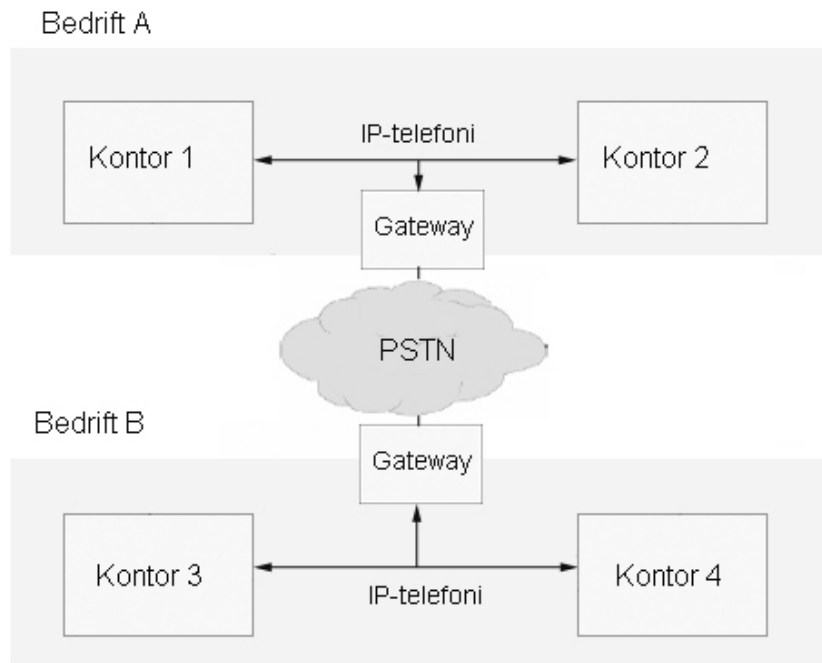 Bedrift A
IP-telefoni
Kontor 1
Kontor 2
Gateway
PSTN
Bedrift B
Gateway
Kontor 3
Kontor 4
IP-telefoni